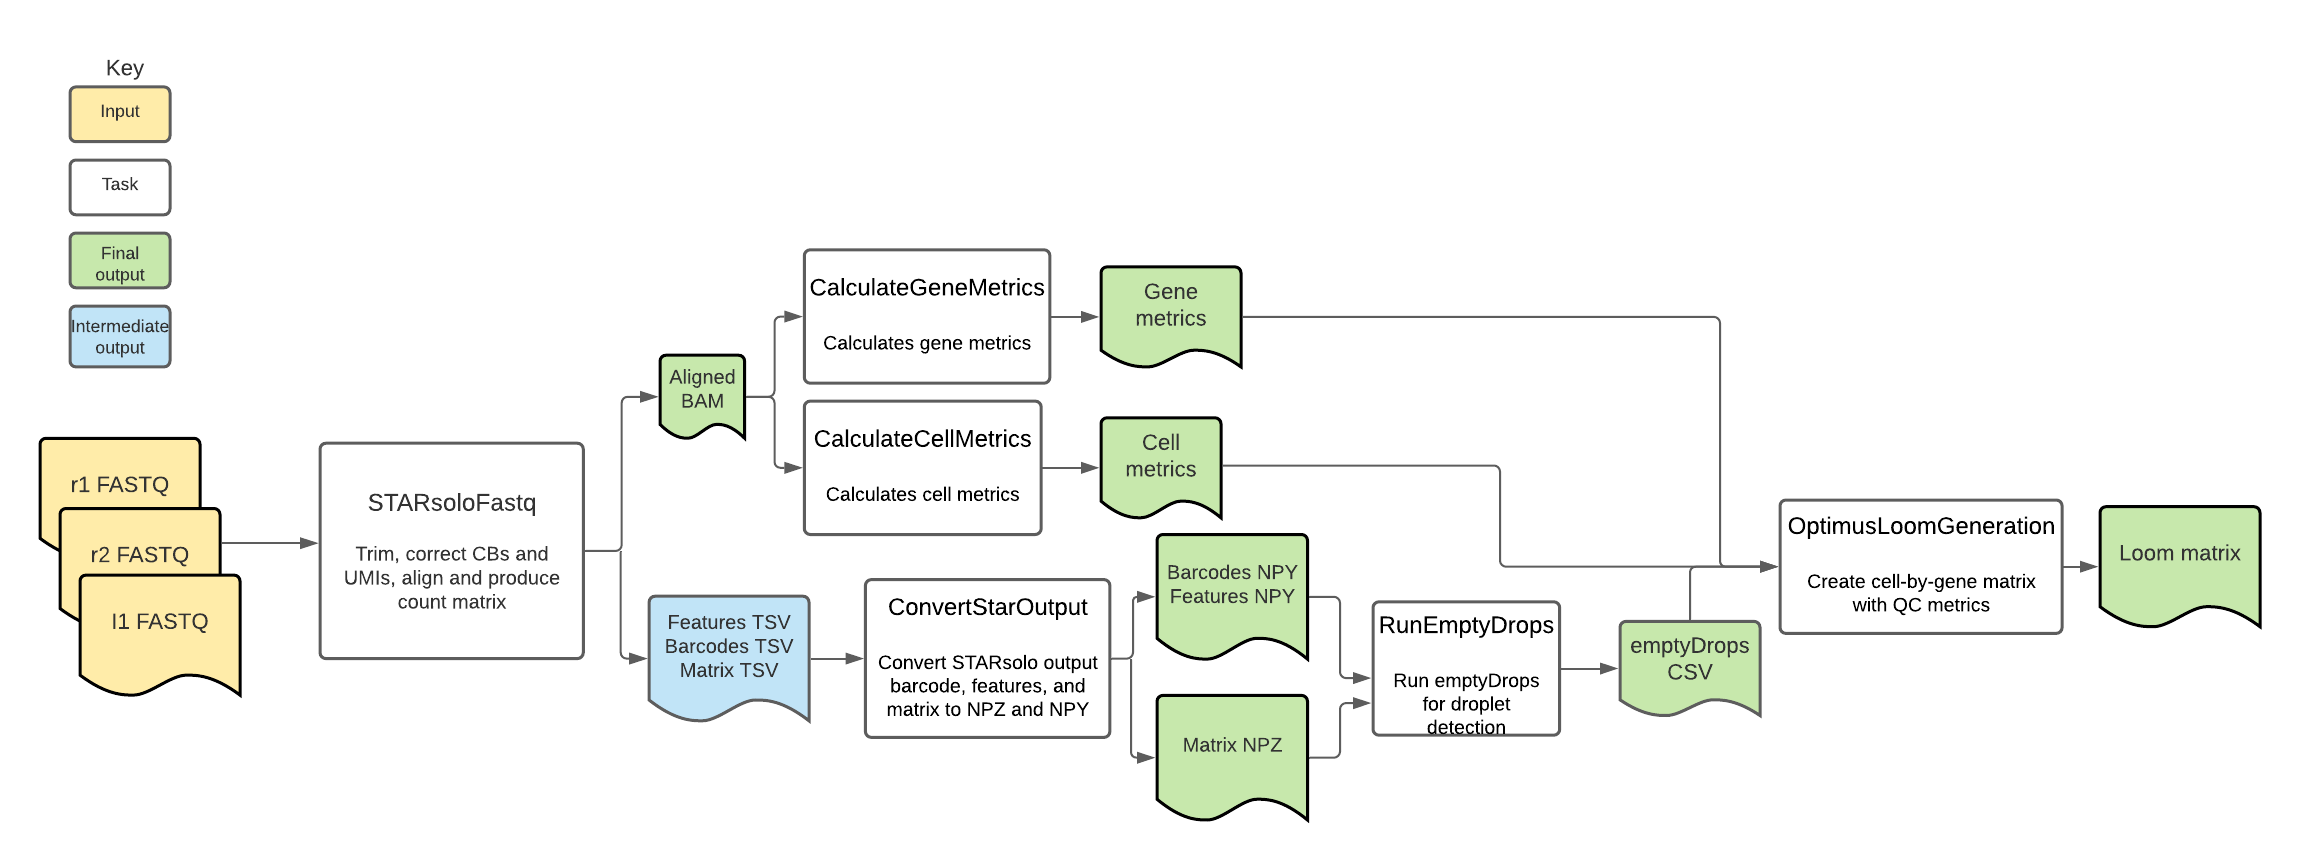 Key
Input
Task
Final
output
Intermediate
output
r1 FASTQ
r2 FASTQ
I1 FASTQ
STARsoloFastq
Trim, correct CBs and
UMIs, align and produce
count matrix
Aligned
BAM
Features TSV
Barcodes TSV
Matrix TSV
CalculateGeneMetrics
Calculates gene metrics
CalculateCellMetrics
Calculates cell metrics
ConvertStarOutput
Convert STARsolo output
barcode, features, and
matrix to NPZ and NPY
Gene
metrics
Cell
metrics
Barcodes NPY
Features NPY
Matrix NPZ
RunEmptyDrops
Run emptyDrops
for droplet
detection
emptyDrops
CSV
OptimusLoomGeneration
Create cell-by-gene matrix
with QC metrics
Loom matrix